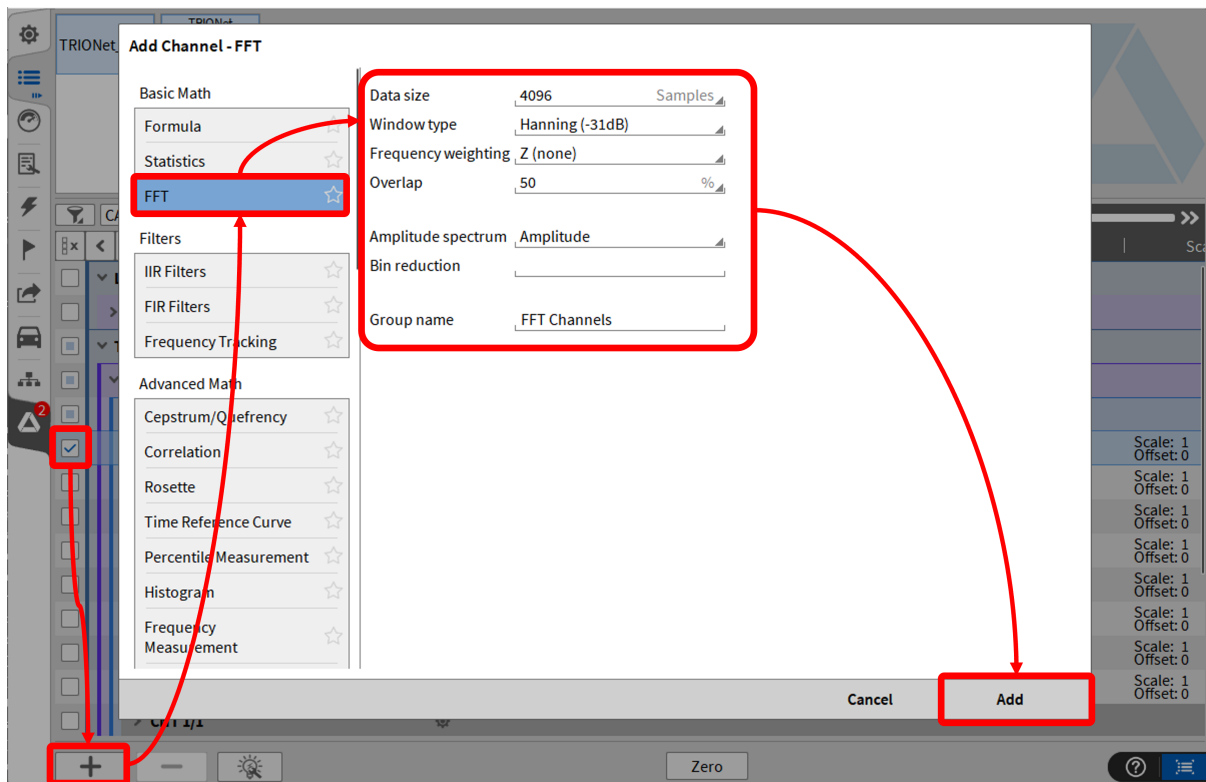 TRIONet
TRIONet
Add Channel - FFT
Basic Math
Formula
Statistics
FFT
Filters
IIR Filters
FIR Filters
Frequency Tracking
Advanced Math
Cepstrum/Quefrency
Correlation
Rosette
Time Reference Curve
Percentile Measurement
Histogram
Frequency
Measurement
Data size 4096 Samples
Window type Hanning (-31dB)
Frequency weighting Z (none)
Overlap 50 %
Amplitude spectrum Amplitude
Bin reduction
Group name FFT Channels
2
Scale: 1
Offset: 0
Scale: 1
Offset: 0
Scale: 1
Offset: 0
Scale: 1
Offset: 0
Scale: 1
Offset: 0
Scale: 1
Offset: 0
Scale: 1
Offset: 0
Scale: 1
Offset: 0
Cancel Add
Zero